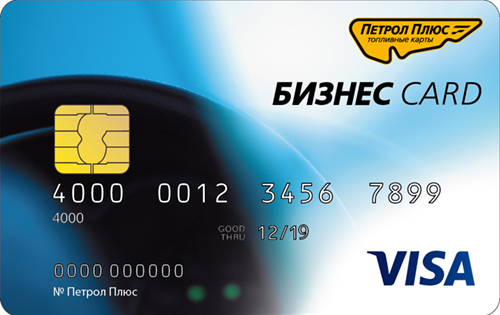 ПЕТРОЛ ПЛЮС
ТОПЛИВНЫЕ КАРТЫ
БИЗНЕС CARD
4000 0012 3456 7899
4000
GOOD
THRU 12/19
0000 000000
№ Петрол Плюс
VISA